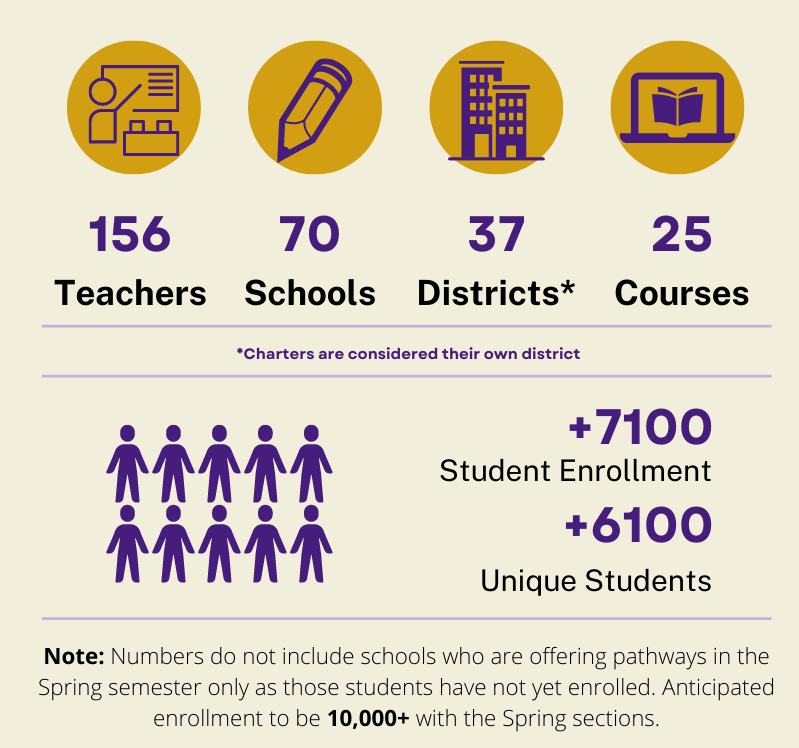 156 70 37 25
Teachers Schools Districts* Courses
*Charters are considered their own district
+7100
Student Enrollment
+6100
Unique Students
Note: Numbers do not include schools who are offering pathways in the
Spring semester only as those students have not yet enrolled. Anticipated
enrollment to be 10,000+ with the Spring sections.